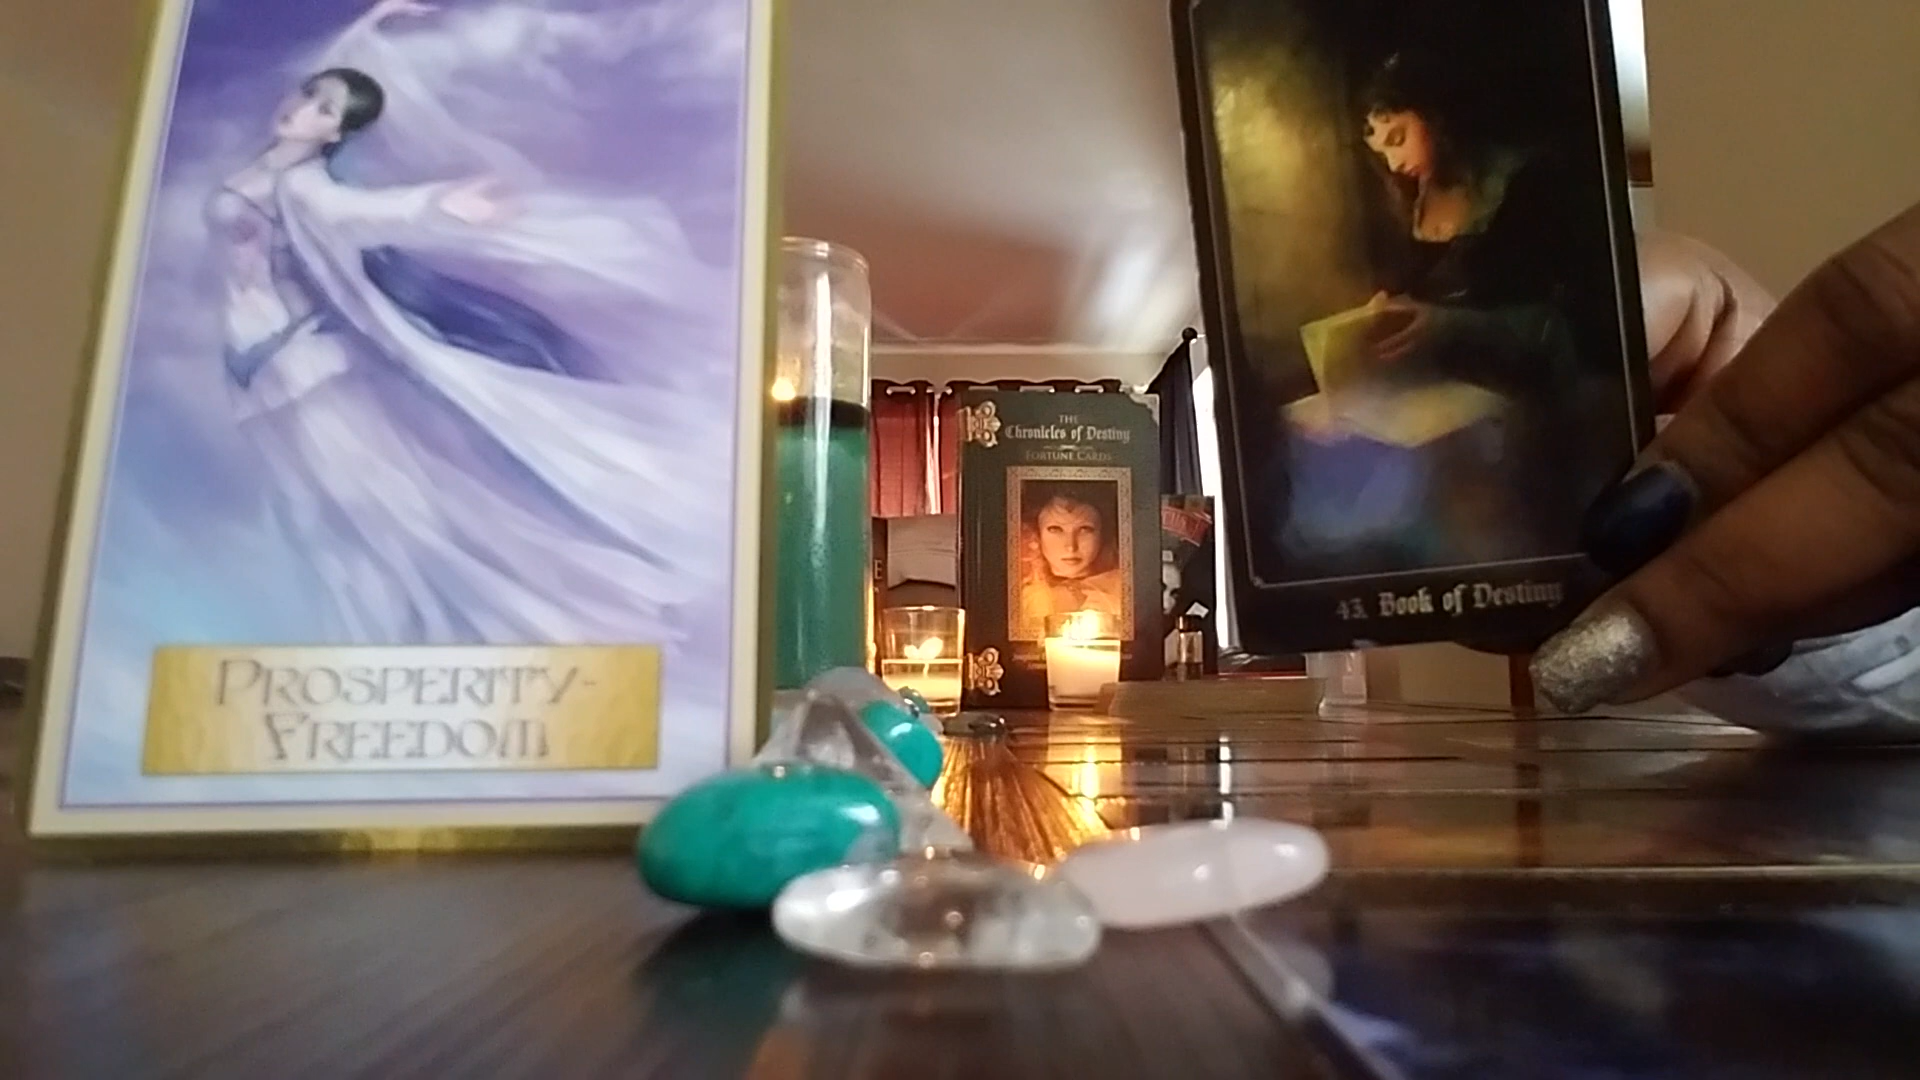 PROSPERITY-
FREEDOM
THE
Chronicles of Destiny
FORTUNE CARDS
43. Book of Destiny